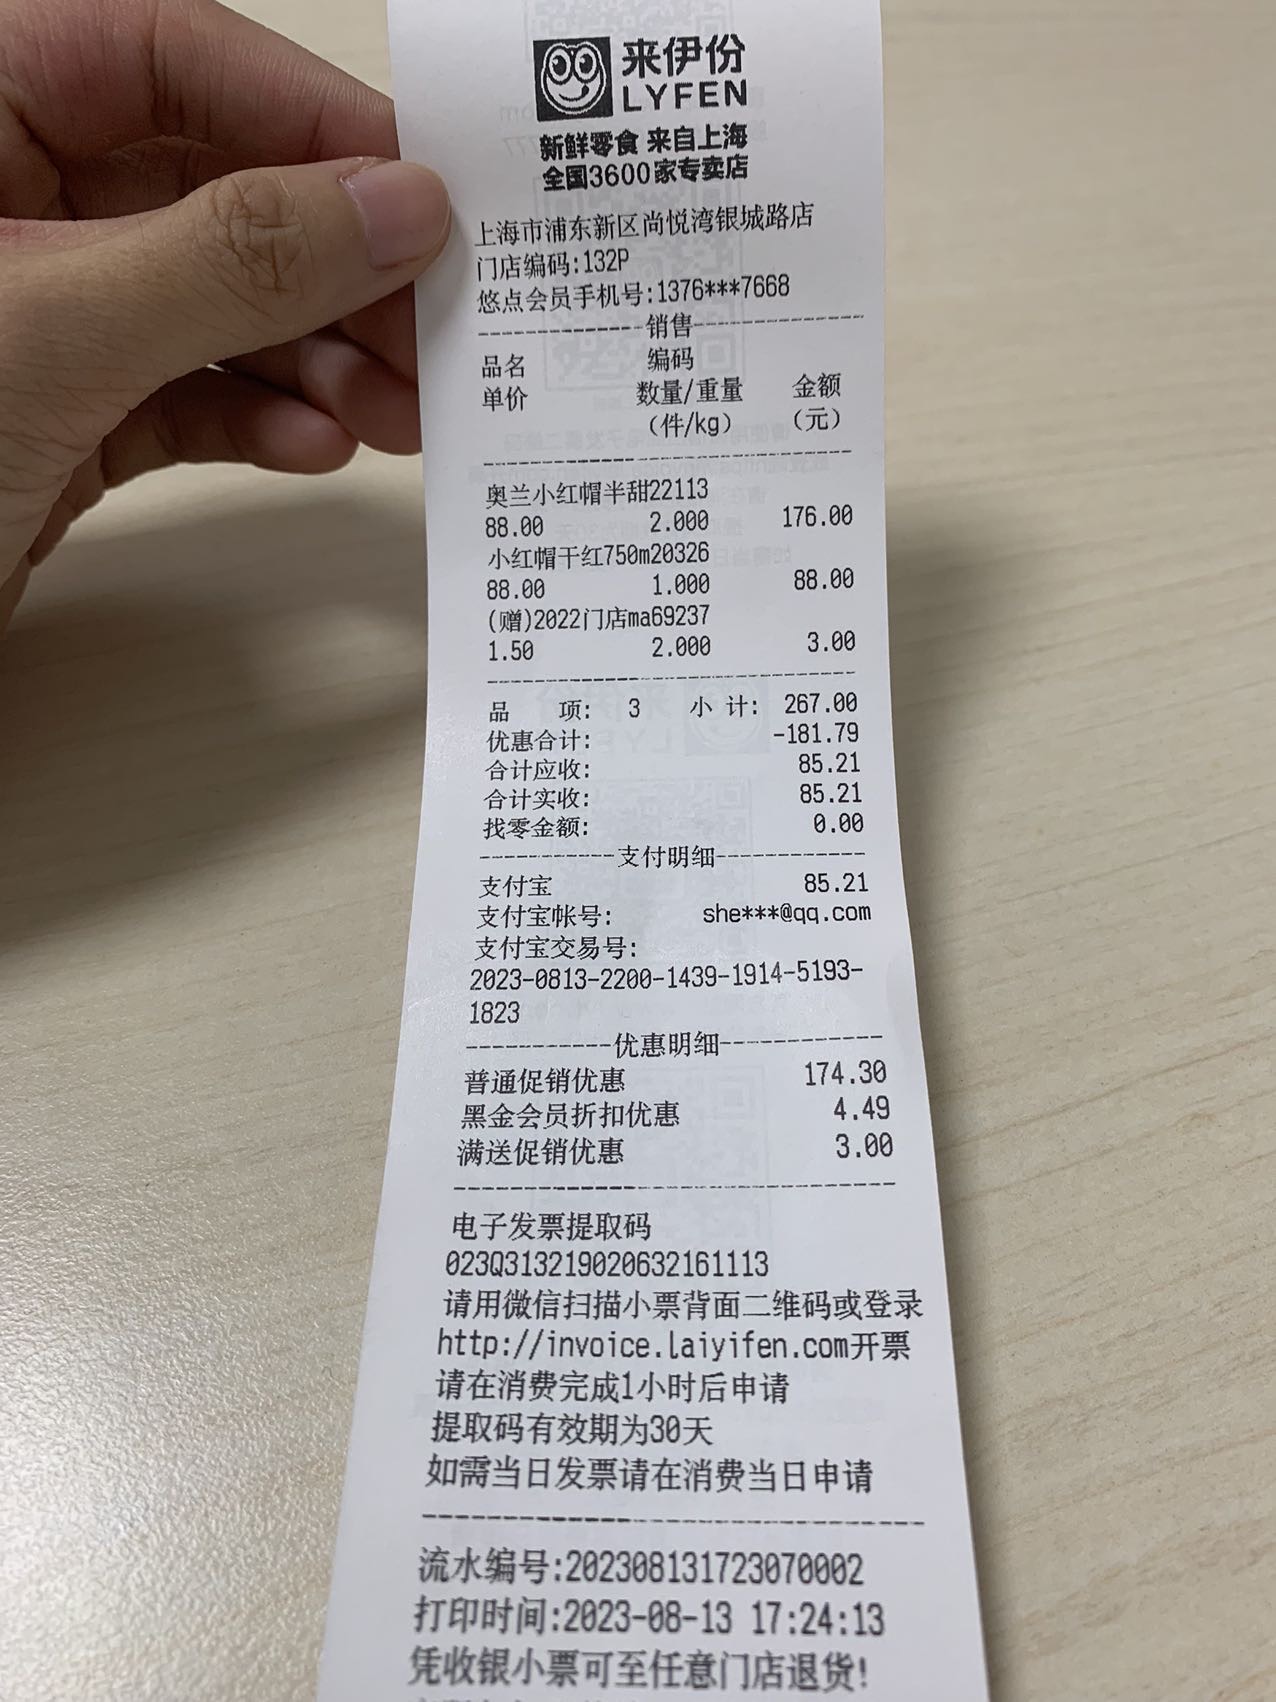 来伊份
LYFEN
新鲜零食 来自上海
全国3600家专卖店
上海市浦东新区尚悦湾银城路店
门店编码:132P
悠点会员手机号:1376***7668
------------销售------------
品名 编码
单价 数量/重量 金额
(件/kg) (元)
奥兰小红帽半甜22113
88.00 2.000 176.00
小红帽干红750m20326
88.00 1.000 88.00
(赠)2022门店ma69237
1.50 2.000 3.00
品 项: 3 小 计: 267.00
优惠合计: -181.79
合计应收: 85.21
合计实收: 85.21
找零金额: 0.00
-----------支付明细-----------
支付宝 85.21
支付宝帐号: she***@qq.com
支付宝交易号:
2023-0813-2200-1439-1914-5193-
1823
-----------优惠明细-----------
普通促销优惠 174.30
黑金会员折扣优惠 4.49
满送促销优惠 3.00
电子发票提取码
023Q313219020632161113
请用微信扫描小票背面二维码或登录
http://invoice.laiyifen.com开票
请在消费完成1小时后申请
提取码有效期为30天
如需当日发票请在消费当日申请
流水编号:202308131723070002
打印时间:2023-08-13 17:24:13
凭收银小票可至任意门店退货!